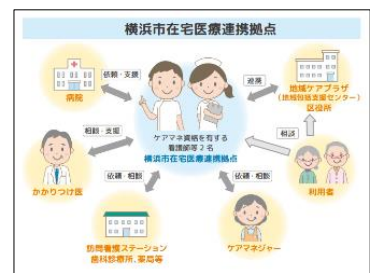 横浜市在宅医療連携拠点
依頼・支援
連携
病院
地域ケアプラザ
(地域包括支援センター)
区役所
相談・支援
ケアマネ資格を有する
看護師等2名
横浜市在宅医療連携拠点
相談
かかりつけ医
依頼・相談
依頼・相談
利用者
訪問看護ステーション
歯科診療所、薬局等
ケアマネジャー